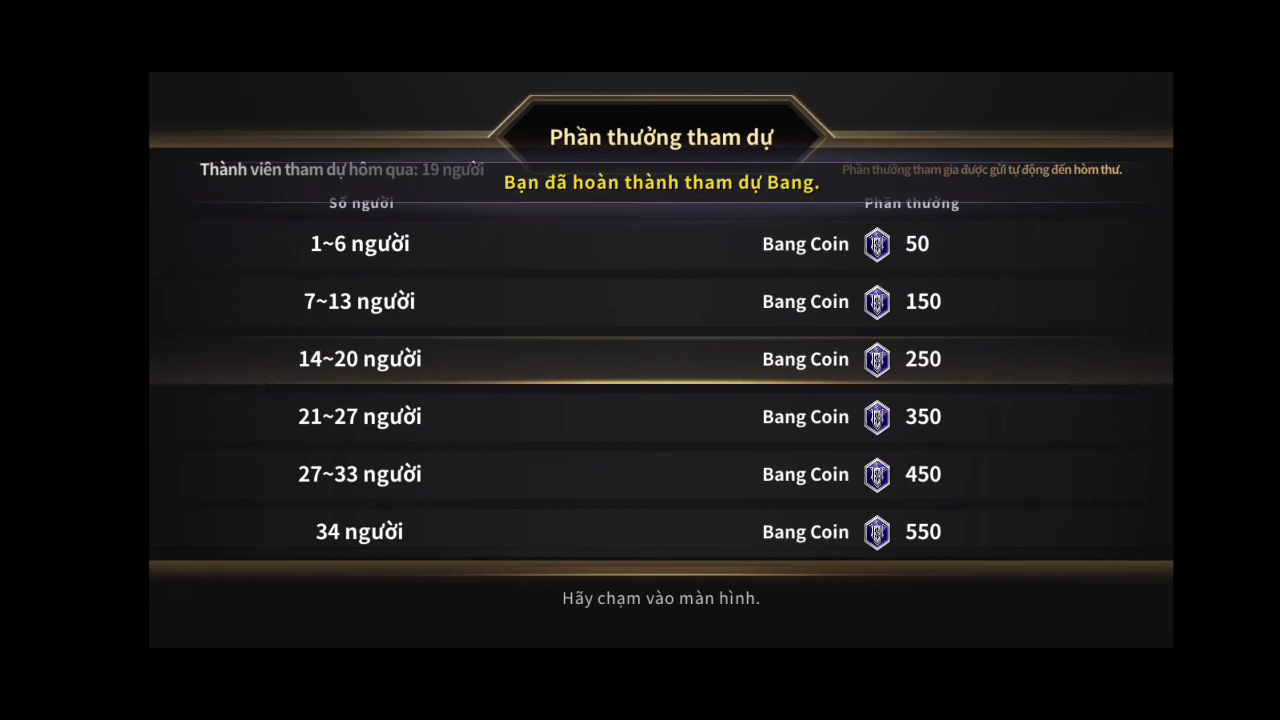 Phần thưởng tham dự
Thành viên tham dự hôm qua: 19 người
Phần thưởng tham gia được gửi tự động đến hòm thư.
Bạn đã hoàn thành tham dự Bang.
Số người Phần thưởng
1~6 người Bang Coin 50
7~13 người Bang Coin 150
14~20 người Bang Coin 250
21~27 người Bang Coin 350
27~33 người Bang Coin 450
34 người Bang Coin 550
Hãy chạm vào màn hình.